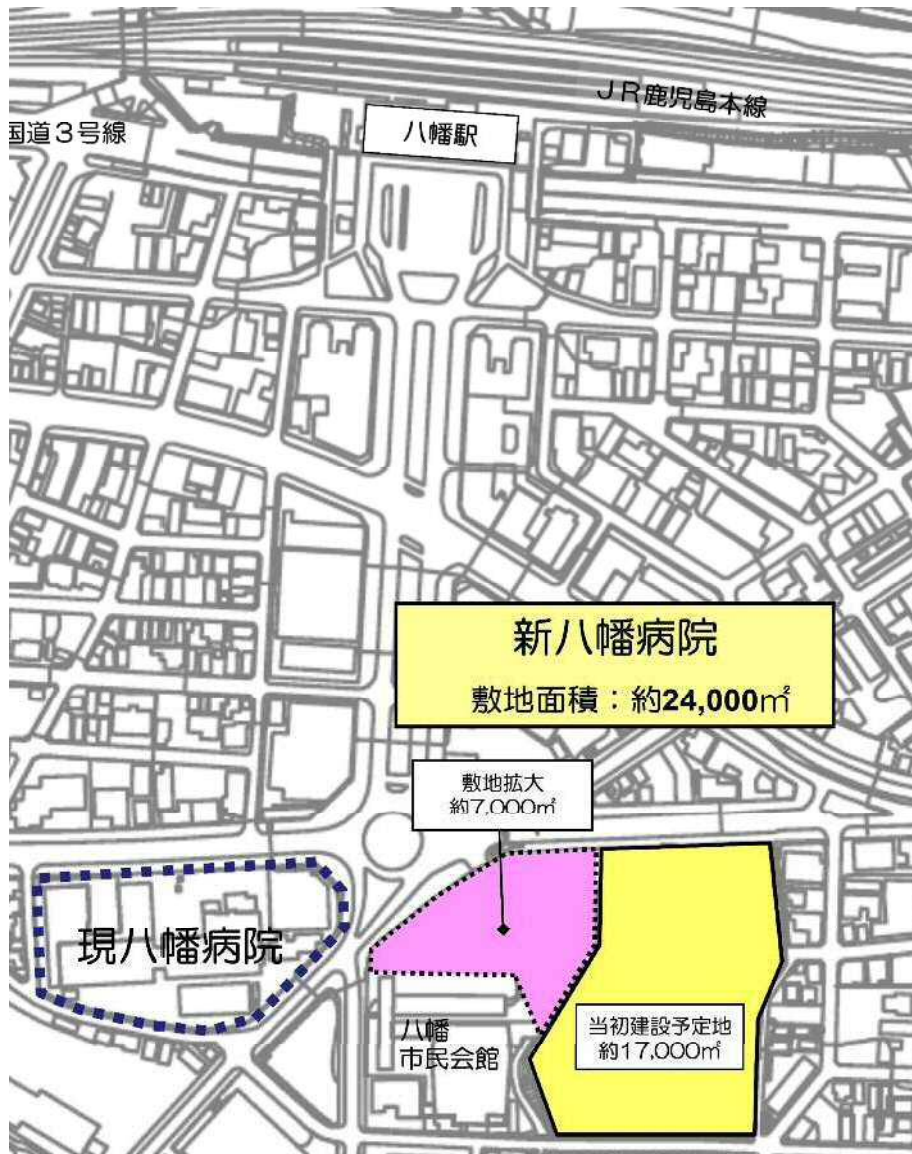 JR鹿児島本線
国道3号線
八幡駅
新八幡病院
敷地面積：約24,000㎡
敷地拡大
約7,000㎡
現八幡病院
八幡
市民会館
当初建設予定地
約17,000㎡